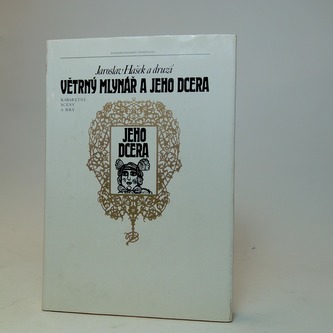 Jaroslav Hašek a druzí
VĚTRNÝ MLYNÁŘ A JEHO DCERA
KABARETNÍ
SCÉNY
A HRY
JEHO
DCERA